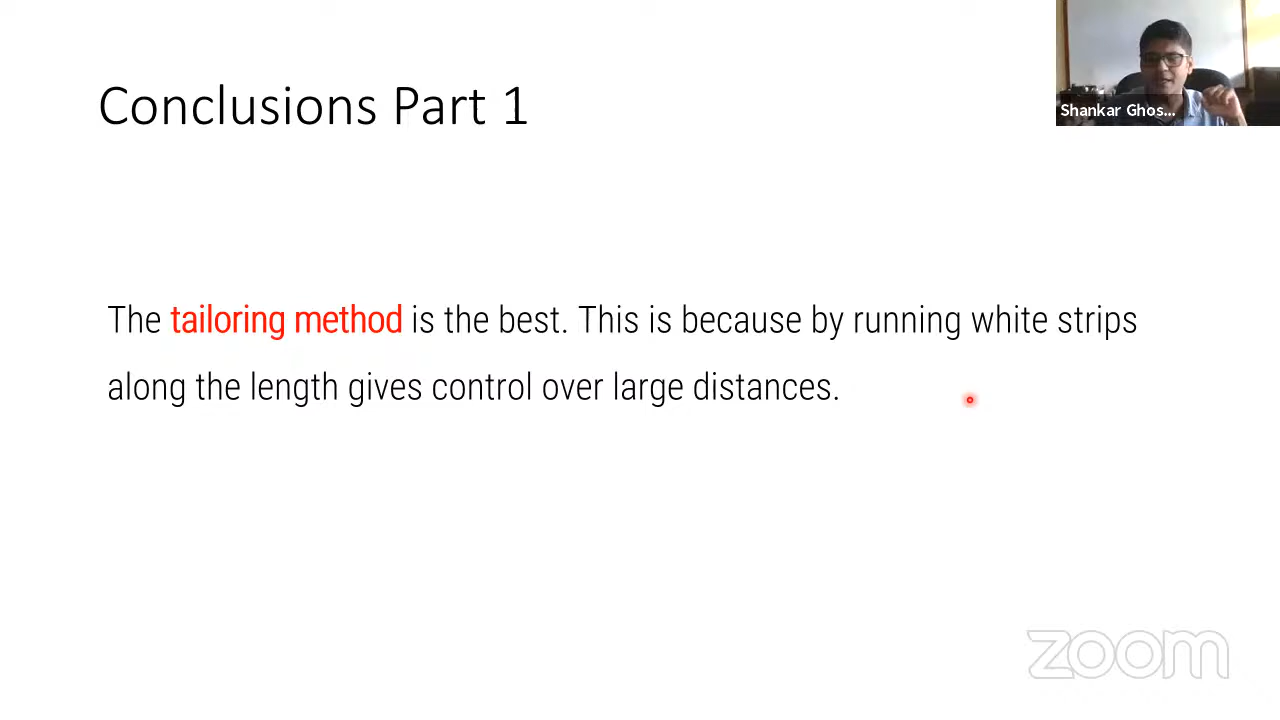 Conclusions Part 1
Shankar Ghos...
The tailoring method is the best. This is because by running white strips
along the length gives control over large distances.
zoom